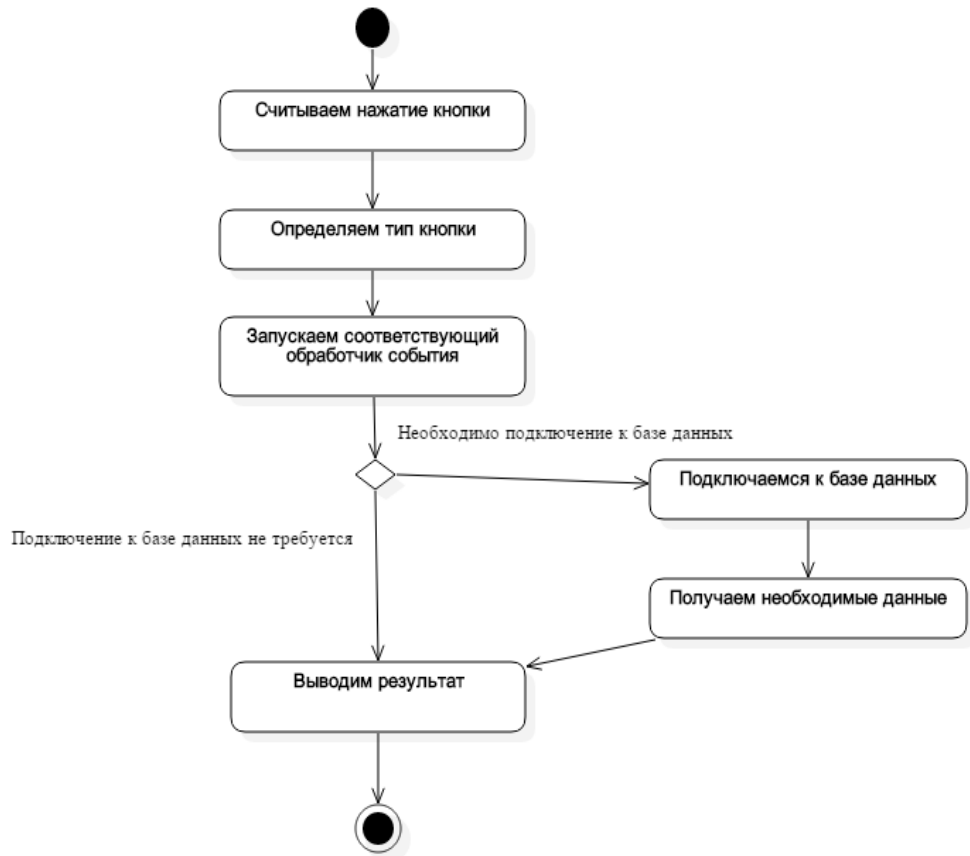 Считываем нажатие кнопки
Определяем тип кнопки
Запускаем соответствующий
обработчик события
Необходимо подключение к базе данных
Подключаемся к базе данных
Подключение к базе данных не требуется
Получаем необходимые данные
Выводим результат